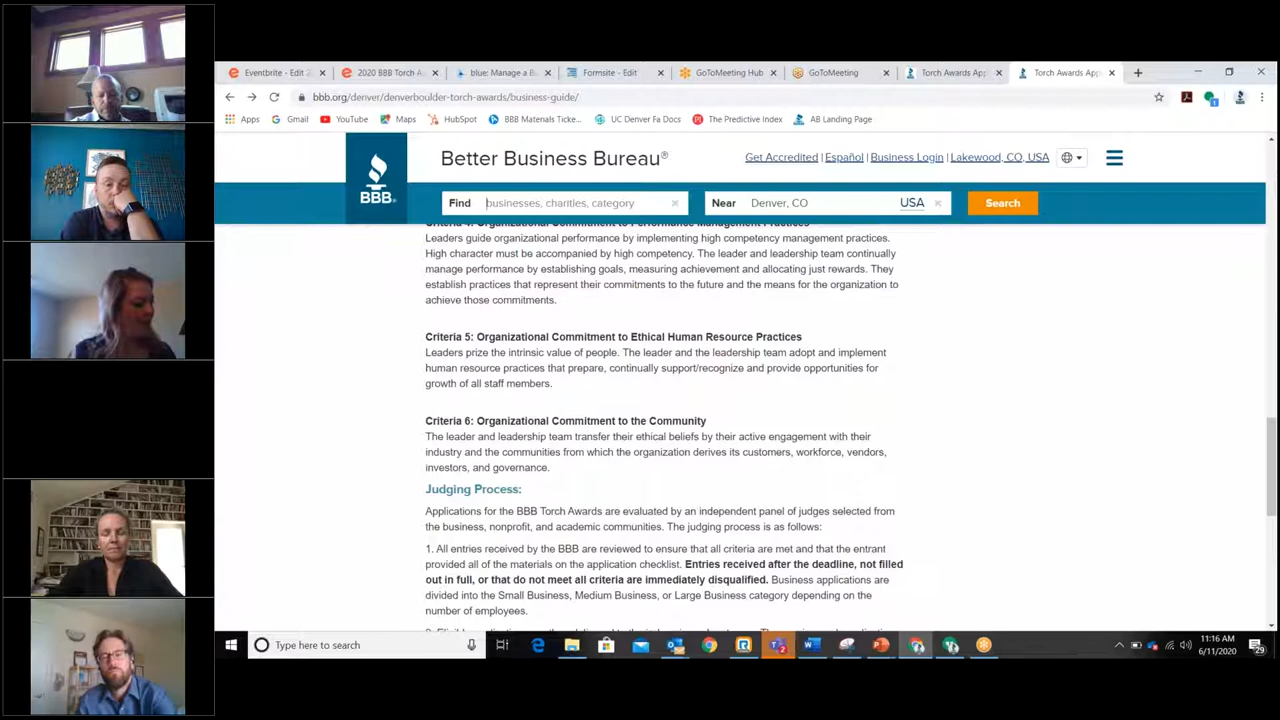 Eventbrite - Edit 20
2020 BBB Torch A
blue: Manage a B
Formsite - Edit
GoToMeeting Hub
GoToMeeting
Torch Awards App
Torch Awards App
bbb.org/denver/denverboulder-torch-awards/business-guide/
Apps
Gmail
YouTube
Maps
HubSpot
BBB Materials Ticke...
UC Denver Fa Docs
The Predictive Index
AB Landing Page
BBB
Better Business Bureau®
Get Accredited | Español | Business Login | Lakewood, CO, USA
Find businesses, charities, category
Near Denver, CO USA
Search
Criteria 4: Organizational Commitment to Performance Management Practices
Leaders guide organizational performance by implementing high competency management practices.
High character must be accompanied by high competency. The leader and leadership team continually
manage performance by establishing goals, measuring achievement and allocating just rewards. They
establish practices that represent their commitments to the future and the means for the organization to
achieve those commitments.
Criteria 5: Organizational Commitment to Ethical Human Resource Practices
Leaders prize the intrinsic value of people. The leader and the leadership team adopt and implement
human resource practices that prepare, continually support/recognize and provide opportunities for
growth of all staff members.
Criteria 6: Organizational Commitment to the Community
The leader and leadership team transfer their ethical beliefs by their active engagement with their
industry and the communities from which the organization derives its customers, workforce, vendors,
investors, and governance.
Judging Process:
Applications for the BBB Torch Awards are evaluated by an independent panel of judges selected from
the business, nonprofit, and academic communities. The judging process is as follows:
1. All entries received by the BBB are reviewed to ensure that all criteria are met and that the entrant
provided all of the materials on the application checklist. Entries received after the deadline, not filled
out in full, or that do not meet all criteria are immediately disqualified. Business applications are
divided into the Small Business, Medium Business, or Large Business category depending on the
number of employees.
Type here to search
11:16 AM
6/11/2020
29